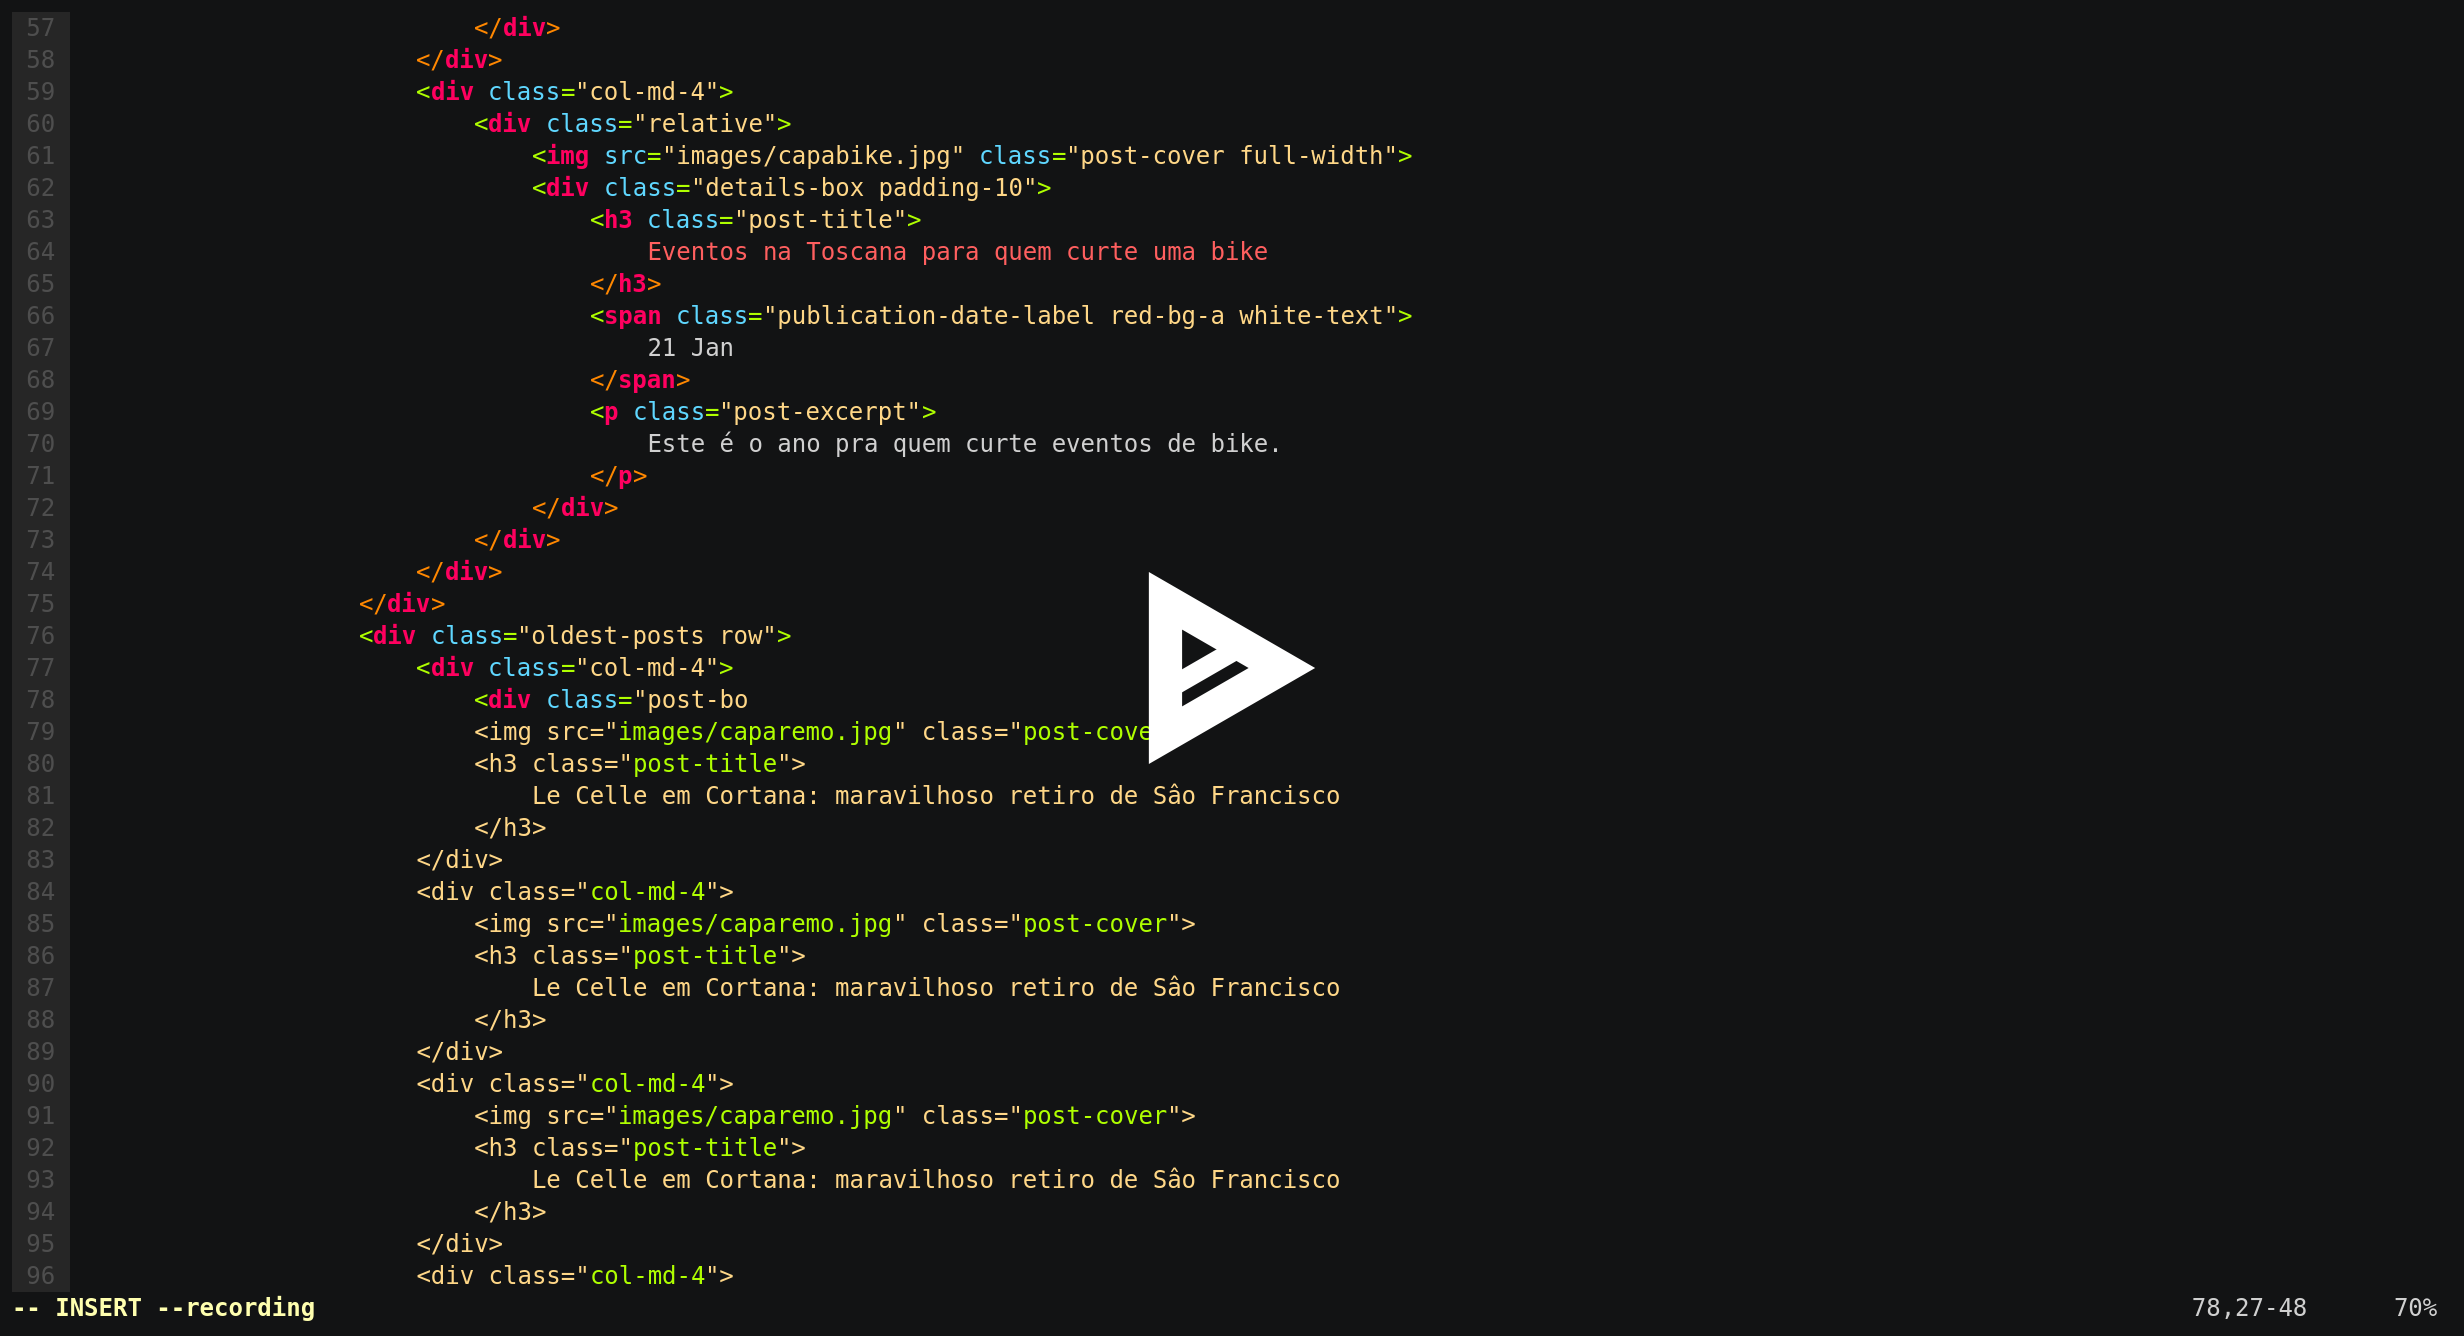 57 </div>
58 </div>
59 <div class="col-md-4">
60 <div class="relative">
61 <img src="images/capabike.jpg" class="post-cover full-width">
62 <div class="details-box padding-10">
63 <h3 class="post-title">
64 Eventos na Toscana para quem curte uma bike
65 </h3>
66 <span class="publication-date-label red-bg-a white-text">
67 21 Jan
68 </span>
69 <p class="post-excerpt">
70 Este é o ano pra quem curte eventos de bike.
71 </p>
72 </div>
73 </div>
74 </div>
75 </div>
76 <div class="oldest-posts row">
77 <div class="col-md-4">
78 <div class="post-bo
79 <img src="images/caparemo.jpg" class="post-cove
80 <h3 class="post-title">
81 Le Celle em Cortana: maravilhoso retiro de Sâo Francisco
82 </h3>
83 </div>
84 <div class="col-md-4">
85 <img src="images/caparemo.jpg" class="post-cover">
86 <h3 class="post-title">
87 Le Celle em Cortana: maravilhoso retiro de Sâo Francisco
88 </h3>
89 </div>
90 <div class="col-md-4">
91 <img src="images/caparemo.jpg" class="post-cover">
92 <h3 class="post-title">
93 Le Celle em Cortana: maravilhoso retiro de Sâo Francisco
94 </h3>
95 </div>
96 <div class="col-md-4">
-- INSERT --recording 78,27-48 70%